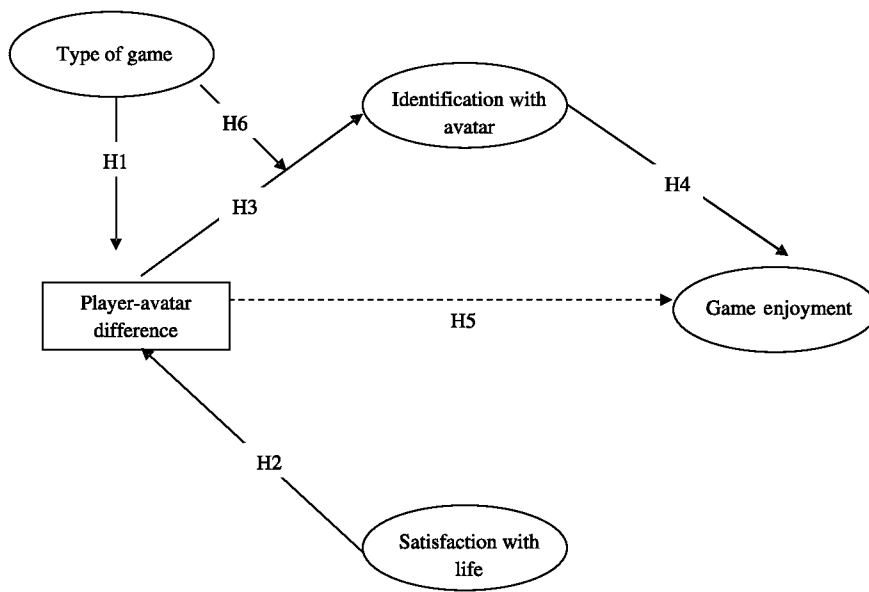 Type of game
Identification with
avatar
H6
H1
H3
H4
Player-avatar
difference
H5
Game enjoyment
H2
Satisfaction with
life